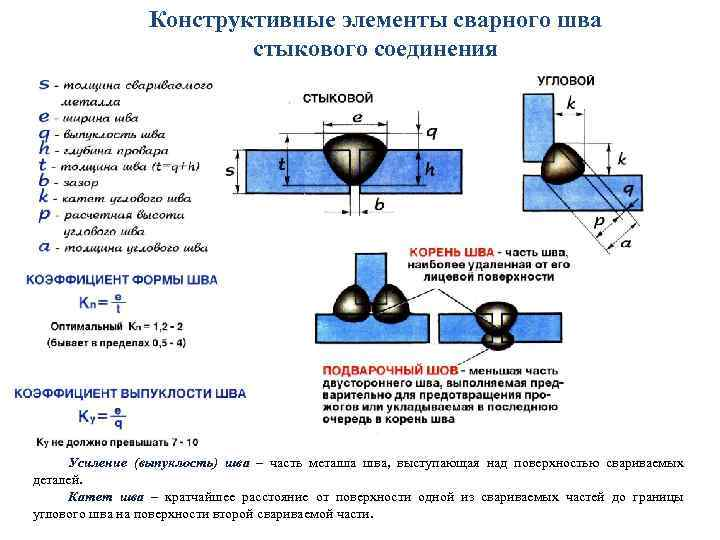 Конструктивные элементы сварного шва
стыкового соединения
s - толщина свариваемого
металла
e - ширина шва
q - выпуклость шва
h - глубина провара
t - толщина шва (t=q+h)
b - зазор
k - катет углового шва
p - расчетная высота
углового шва
a - толщина углового шва
СТЫКОВОЙ
e
q
s
t
h
b
УГЛОВОЙ
k
k
q
p
a
КОЭФФИЦИЕНТ ФОРМЫ ШВА
Kп = e/t
Оптимальный Kп = 1,2 - 2
(бывает в пределах 0,5 - 4)
КОЭФФИЦИЕНТ ВЫПУКЛОСТИ ШВА
Kу = e/q
Kу не должно превышать 7 - 10
КОРЕНЬ ШВА - часть шва,
наиболее удаленная от его
лицевой поверхности
ПОДВАРОЧНЫЙ ШОВ - меньшая часть
двустороннего шва, выполняемая пред-
варительно для предотвращения про-
жогов или укладываемая в последнюю
очередь в корень шва
Усиление (выпуклость) шва – часть металла шва, выступающая над поверхностью свариваемых
деталей.
Катет шва – кратчайшее расстояние от поверхности одной из свариваемых частей до границы
углового шва на поверхности второй свариваемой части.